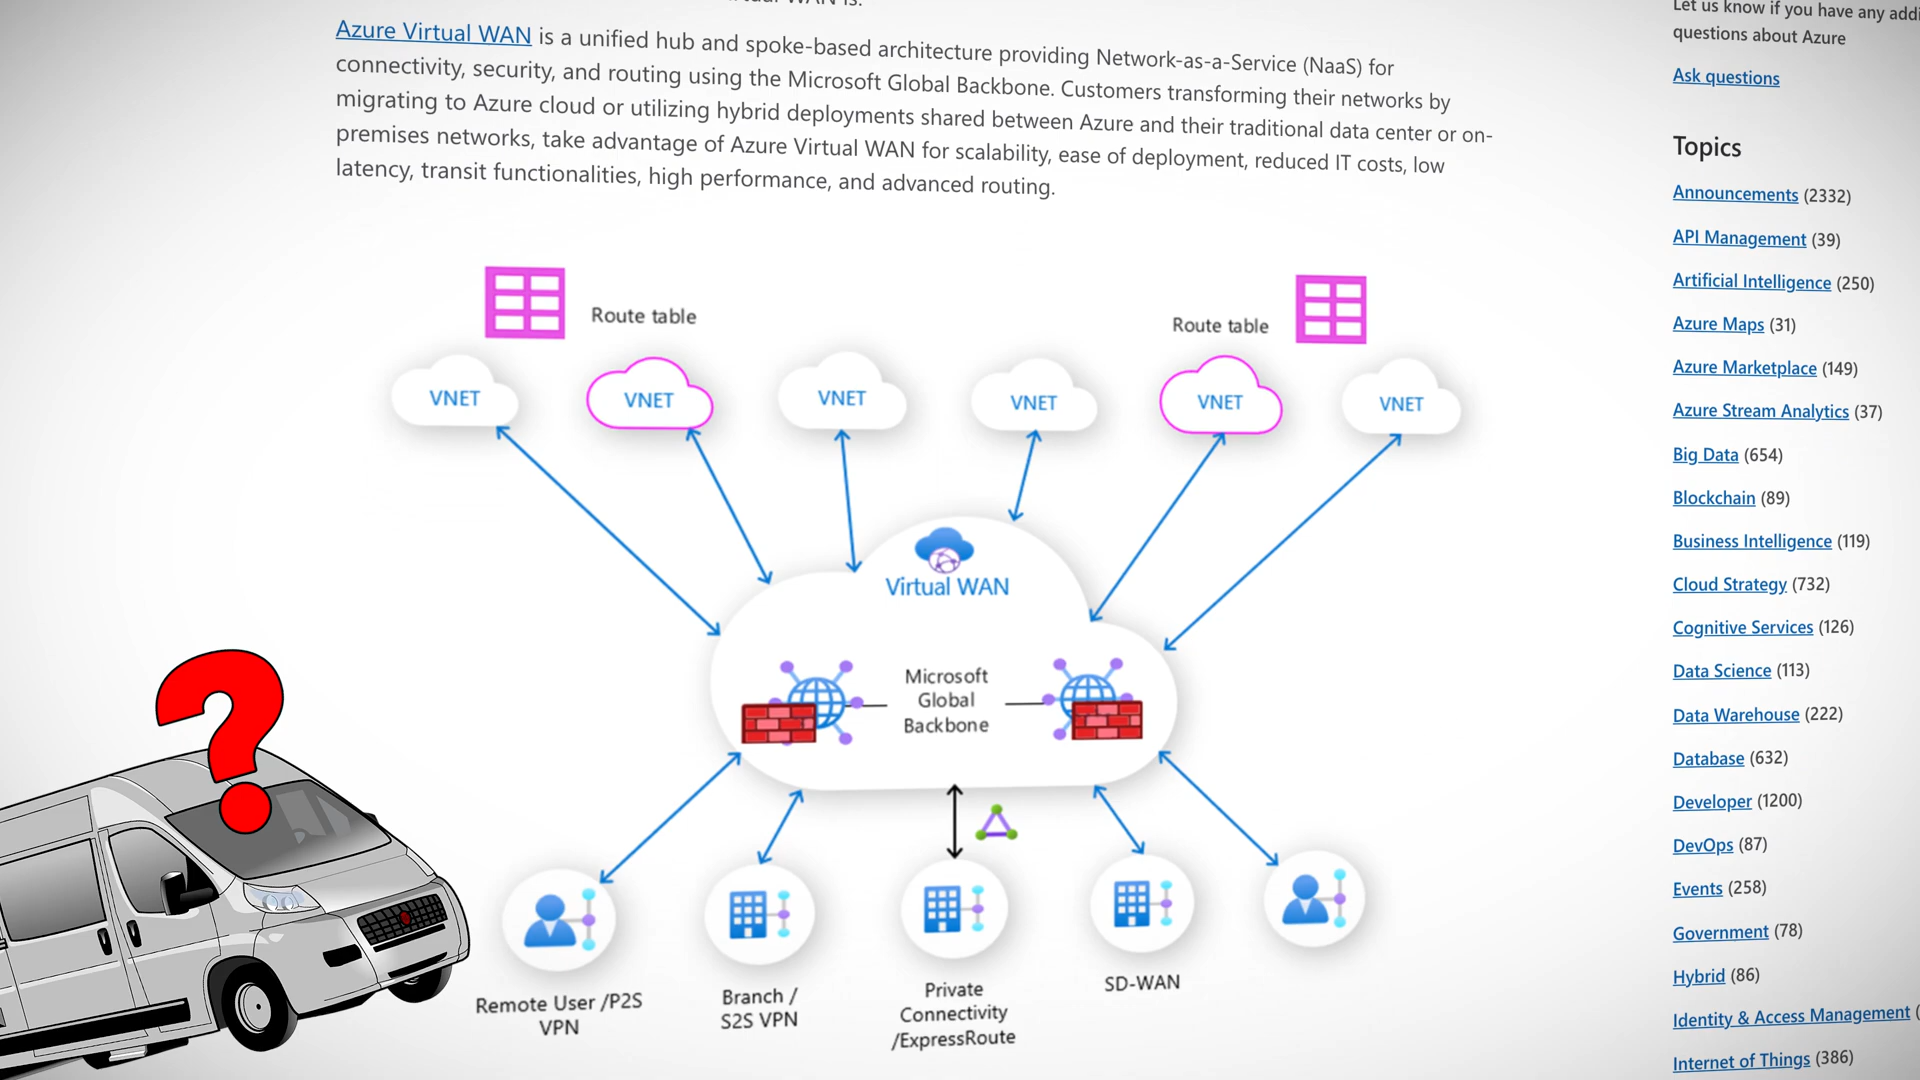 Azure Virtual WAN is a unified hub and spoke-based architecture providing Network-as-a-Service (NaaS) for
connectivity, security, and routing using the Microsoft Global Backbone. Customers transforming their networks by
migrating to Azure cloud or utilizing hybrid deployments shared between Azure and their traditional data center or on-
premises networks, take advantage of Azure Virtual WAN for scalability, ease of deployment, reduced IT costs, low
latency, transit functionalities, high performance, and advanced routing.
Route table
Route table
VNET
VNET
VNET
VNET
VNET
VNET
Virtual WAN
Microsoft
Global
Backbone
Remote User /P2S
VPN
Branch /
S2S VPN
Private
Connectivity
/ExpressRoute
SD-WAN
?
Let us know if you have any
questions about Azure
Ask questions
Topics
Announcements (2332)
API Management (39)
Artificial Intelligence (250)
Azure Maps (31)
Azure Marketplace (149)
Azure Stream Analytics (37)
Big Data (654)
Blockchain (89)
Business Intelligence (119)
Cloud Strategy (732)
Cognitive Services (126)
Data Science (113)
Data Warehouse (222)
Database (632)
Developer (1200)
DevOps (87)
Events (258)
Government (78)
Hybrid (86)
Identity & Access Management (
Internet of Things (386)